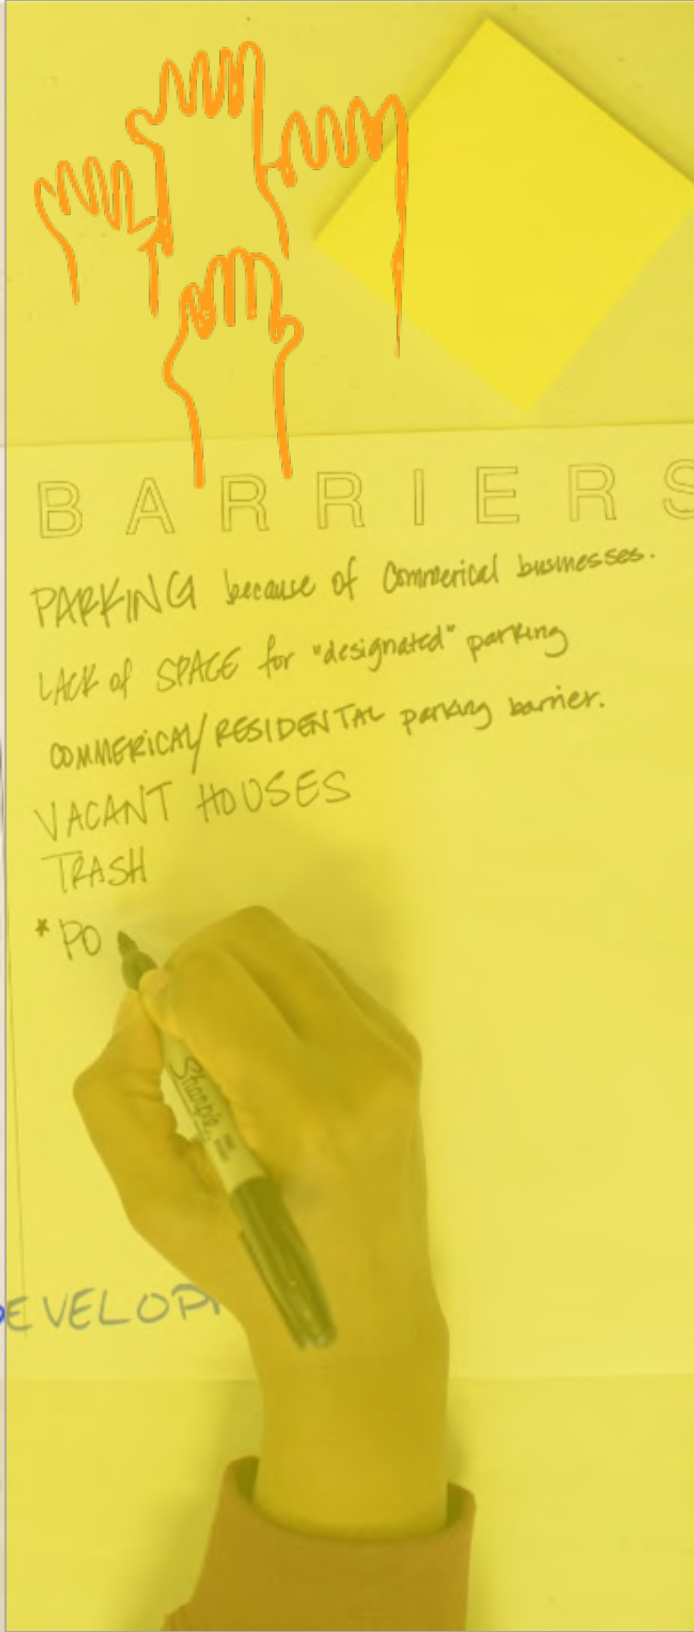 BARRIERS
PARKING because of Commerical businesses.
LACK of SPACE for "designated" parking
COMMERICAL/RESIDENTAL parking barrier.
VACANT HOUSES
TRASH
* PO
Sharpie
EVELOP